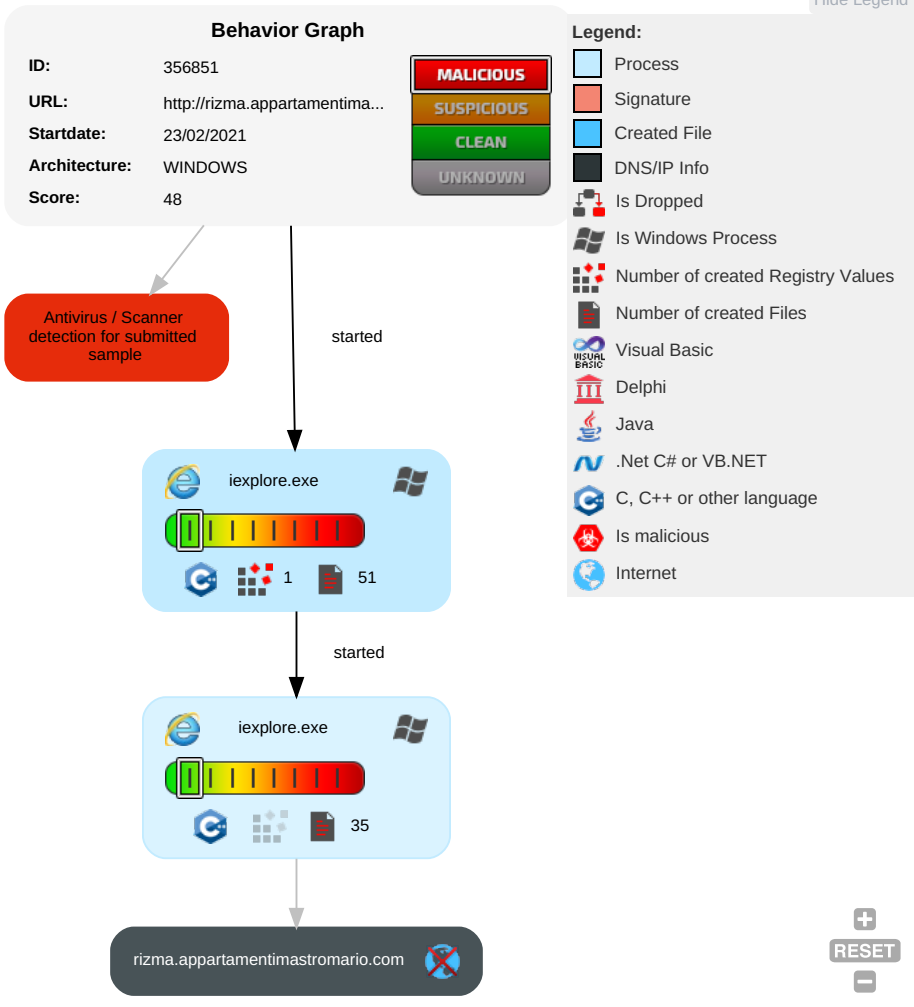 Hide Legend
Behavior Graph
ID: 356851
URL: http://rizma.appartamentima...
Startdate: 23/02/2021
Architecture: WINDOWS
Score: 48
MALICIOUS
SUSPICIOUS
CLEAN
UNKNOWN
Legend:
Process
Signature
Created File
DNS/IP Info
Is Dropped
Is Windows Process
Number of created Registry Values
Number of created Files
VISUAL
BASIC
Visual Basic
Delphi
Java
.Net C# or VB.NET
C, C++ or other language
Is malicious
Internet
Antivirus / Scanner
detection for submitted
sample
started
iexplore.exe
1 51
started
iexplore.exe
35
rizma.appartamentimastromario.com
RESET